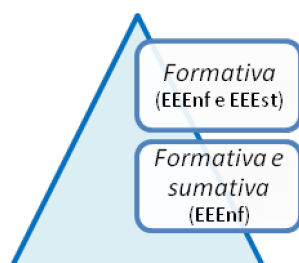 Formativa
(EEEnf e EEEst)
Formativa e
sumativa
(EEEnf)